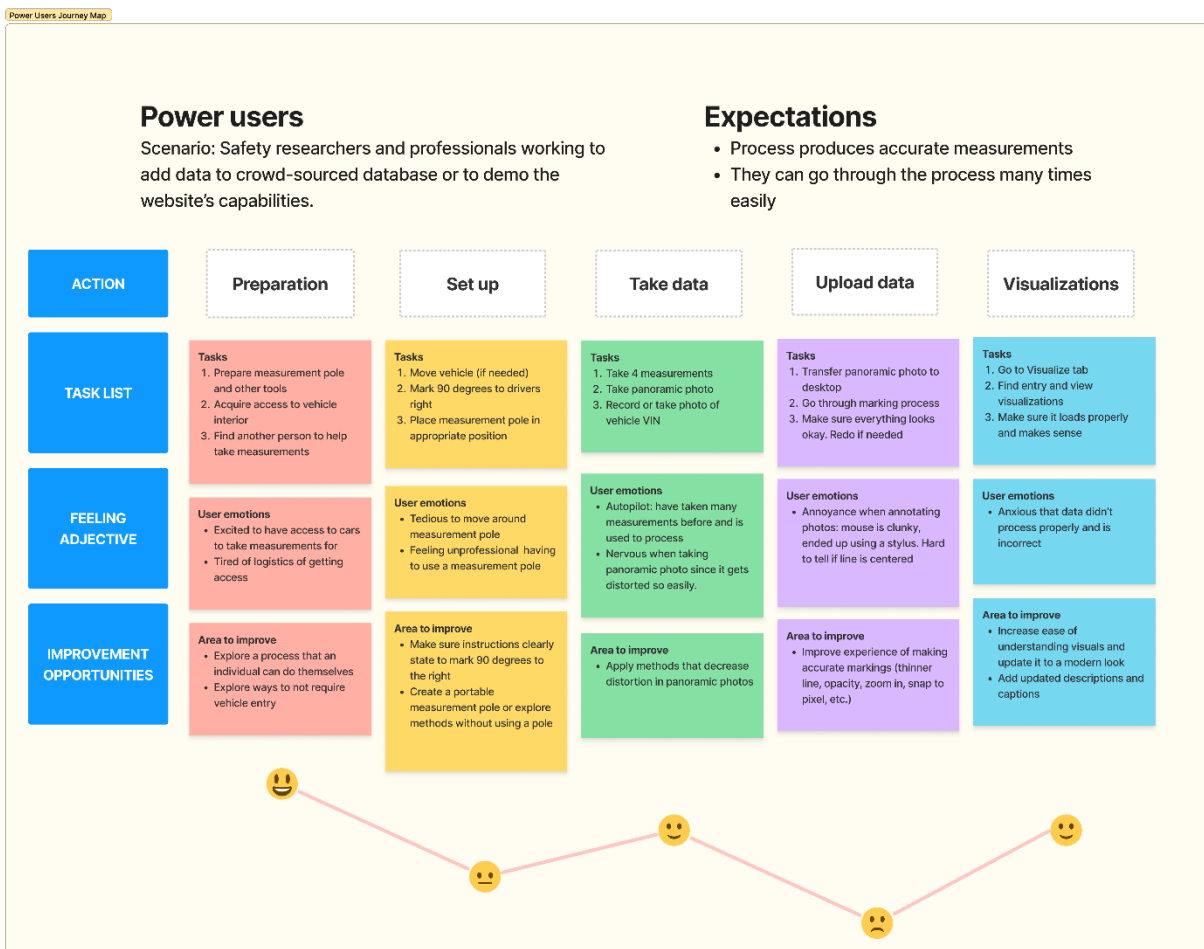 Power Users Journey Map
Power users
Scenario: Safety researchers and professionals working to
add data to crowd-sourced database or to demo the
website's capabilities.
Expectations
• Process produces accurate measurements
• They can go through the process many times
easily
ACTION
Preparation
Set up
Take data
Upload data
Visualizations
TASK LIST
Tasks
1. Prepare measurement pole
and other tools
2. Acquire access to vehicle
interior
3. Find another person to help
take measurements
Tasks
1. Move vehicle (if needed)
2. Mark 90 degrees to drivers
right
3. Place measurement pole in
appropriate position
Tasks
1. Take 4 measurements
2. Take panoramic photo
3. Record or take photo of
vehicle VIN
Tasks
1. Transfer panoramic photo to
desktop
2. Go through marking process
3. Make sure everything looks
okay. Redo if needed
Tasks
1. Go to Visualize tab
2. Find entry and view
visualizations
3. Make sure it loads properly
and makes sense
FEELING
ADJECTIVE
User emotions
• Excited to have access to cars
to take measurements for
• Tired of logistics of getting
access
User emotions
• Tedious to move around
measurement pole
• Feeling unprofessional having
to use a measurement pole
User emotions
• Autopilot: have taken many
measurements before and is
used to process
• Nervous when taking
panoramic photo since it gets
distorted so easily.
User emotions
• Annoyance when annotating
photos: mouse is clunky,
ended up using a stylus. Hard
to tell if line is centered
User emotions
• Anxious that data didn't
process properly and is
incorrect
IMPROVEMENT
OPPORTUNITIES
Area to improve
• Explore a process that an
individual can do themselves
• Explore ways to not require
vehicle entry
Area to improve
• Make sure instructions clearly
state to mark 90 degrees to
the right
• Create a portable
measurement pole or explore
methods without using a pole
Area to improve
• Apply methods that decrease
distortion in panoramic photos
Area to improve
• Improve experience of making
accurate markings (thinner
line, opacity, zoom in, snap to
pixel, etc.)
Area to improve
• Increase ease of
understanding visuals and
update it to a modern look
• Add updated descriptions and
captions